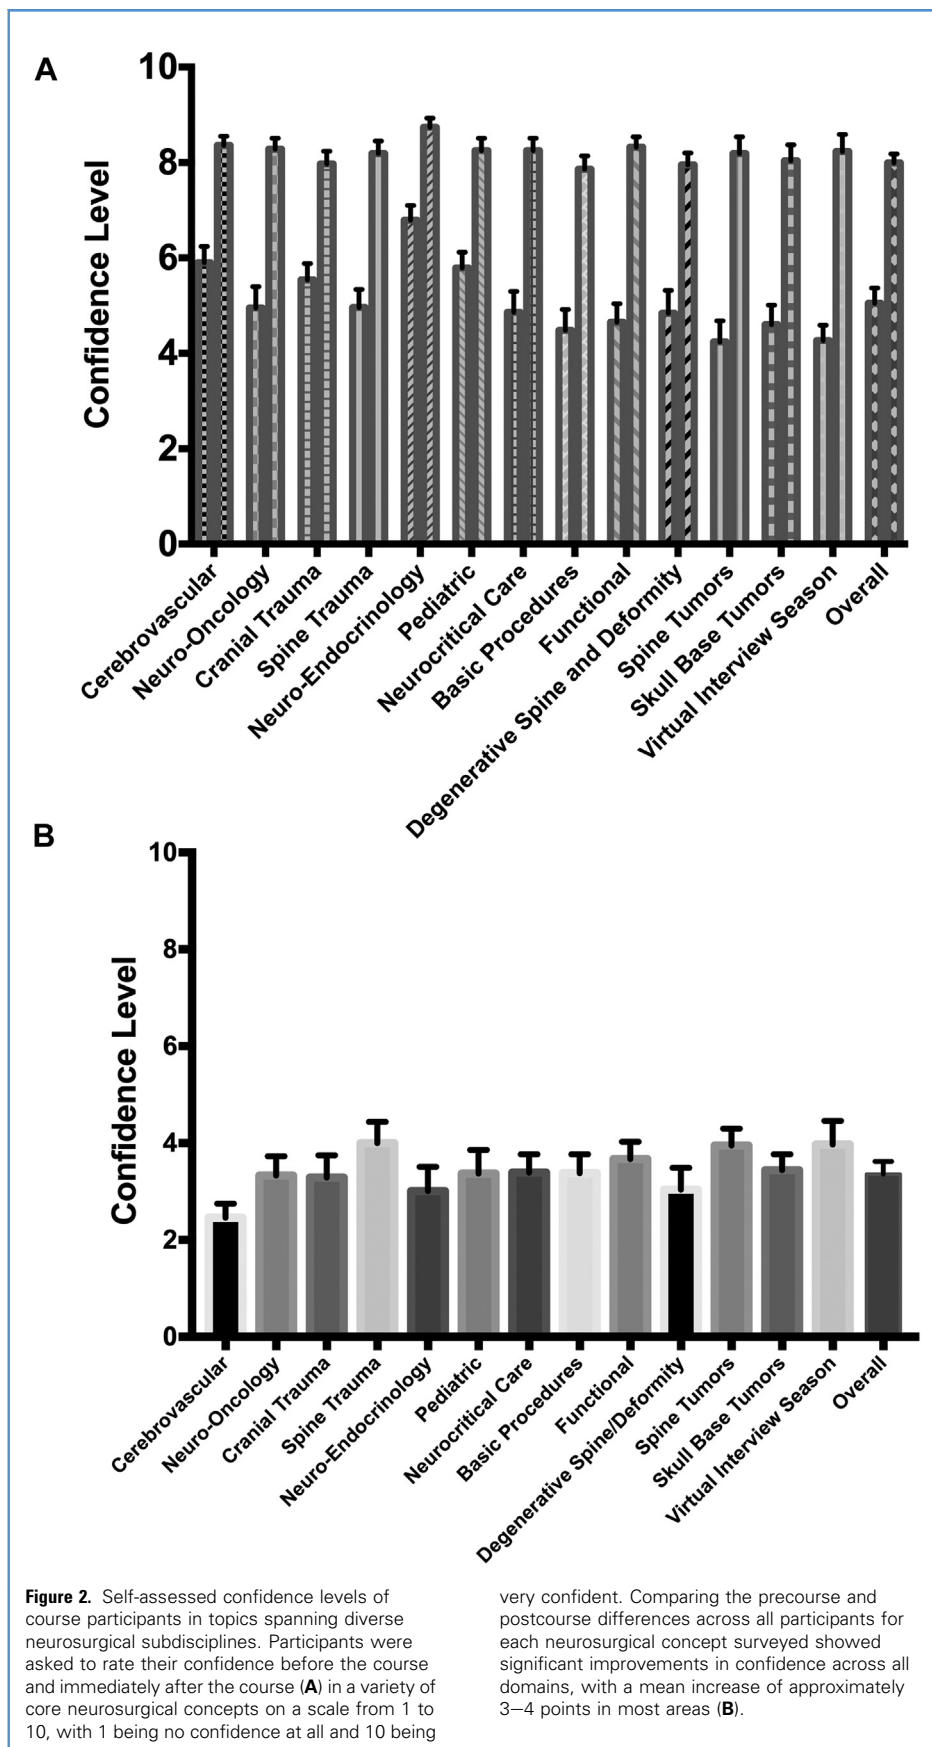 A
Confidence Level
10
8
6
4
2
0
Cerebrovascular
Neuro-Oncology
Cranial Trauma
Spine Trauma
Neuro-Endocrinology
Pediatric
Neurocritical Care
Basic Procedures
Functional
Degenerative Spine and Deformity
Spine Tumors
Skull Base Tumors
Virtual Interview Season
Overall
B
Confidence Level
10
8
6
4
2
0
Cerebrovascular
Neuro-Oncology
Cranial Trauma
Spine Trauma
Neuro-Endocrinology
Pediatric
Neurocritical Care
Basic Procedures
Functional
Degenerative Spine/Deformity
Spine Tumors
Skull Base Tumors
Virtual Interview Season
Overall
Figure 2. Self-assessed confidence levels of
course participants in topics spanning diverse
neurosurgical subdisciplines. Participants were
asked to rate their confidence before the course
and immediately after the course (A) in a variety of
core neurosurgical concepts on a scale from 1 to
10, with 1 being no confidence at all and 10 being
very confident. Comparing the precourse and
postcourse differences across all participants for
each neurosurgical concept surveyed showed
significant improvements in confidence across all
domains, with a mean increase of approximately
3–4 points in most areas (B).